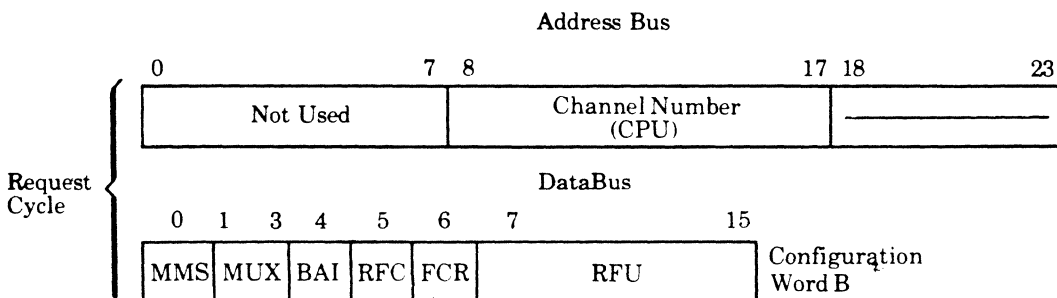 Address Bus
0 7 8 17 18 23
Not Used Channel Number
(CPU)
Request
Cycle
DataBus
0 1 3 4 5 6 7 15
MMS MUX BAI RFC FCR RFU
Configuration
Word B